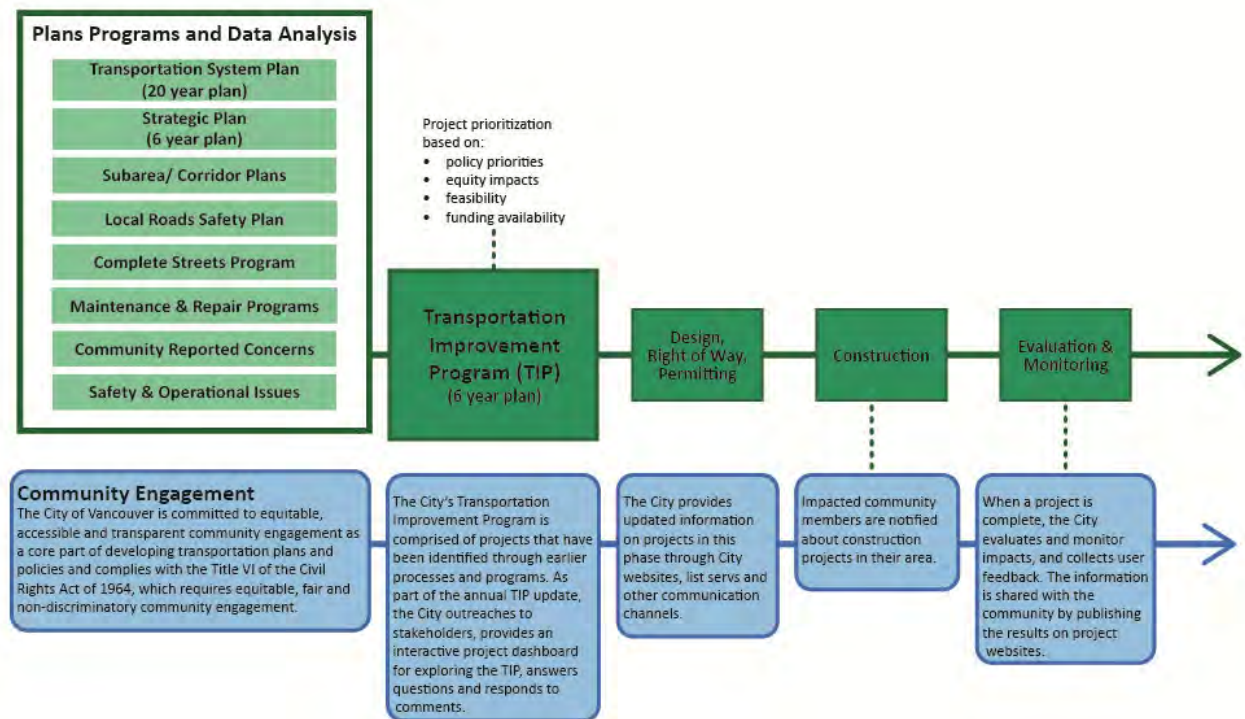 Plans Programs and Data Analysis
Transportation System Plan
(20 year plan)
Strategic Plan
(6 year plan)
Subarea/ Corridor Plans
Local Roads Safety Plan
Complete Streets Program
Maintenance & Repair Programs
Community Reported Concerns
Safety & Operational Issues
Project prioritization
based on:
• policy priorities
• equity impacts
• feasibility
• funding availability
Transportation
Improvement
Program (TIP)
(6 year plan)
Design,
Right of Way,
Permitting
Construction
Evaluation &
Monitoring
Community Engagement
The City of Vancouver is committed to equitable,
accessible and transparent community engagement as
a core part of developing transportation plans and
policies and complies with the Title VI of the Civil
Rights Act of 1964, which requires equitable, fair and
non-discriminatory community engagement.
The City's Transportation
Improvement Program is
comprised of projects that have
been identified through earlier
processes and programs. As
part of the annual TIP update,
the City outreaches to
stakeholders, provides an
interactive project dashboard
for exploring the TIP, answers
questions and responds to
comments.
The City provides
updated information
on projects in this
phase through City
websites, list servs and
other communication
channels.
Impacted community
members are notified
about construction
projects in their area.
When a project is
complete, the City
evaluates and monitor
impacts, and collects user
feedback. The information
is shared with the
community by publishing
the results on project
websites.